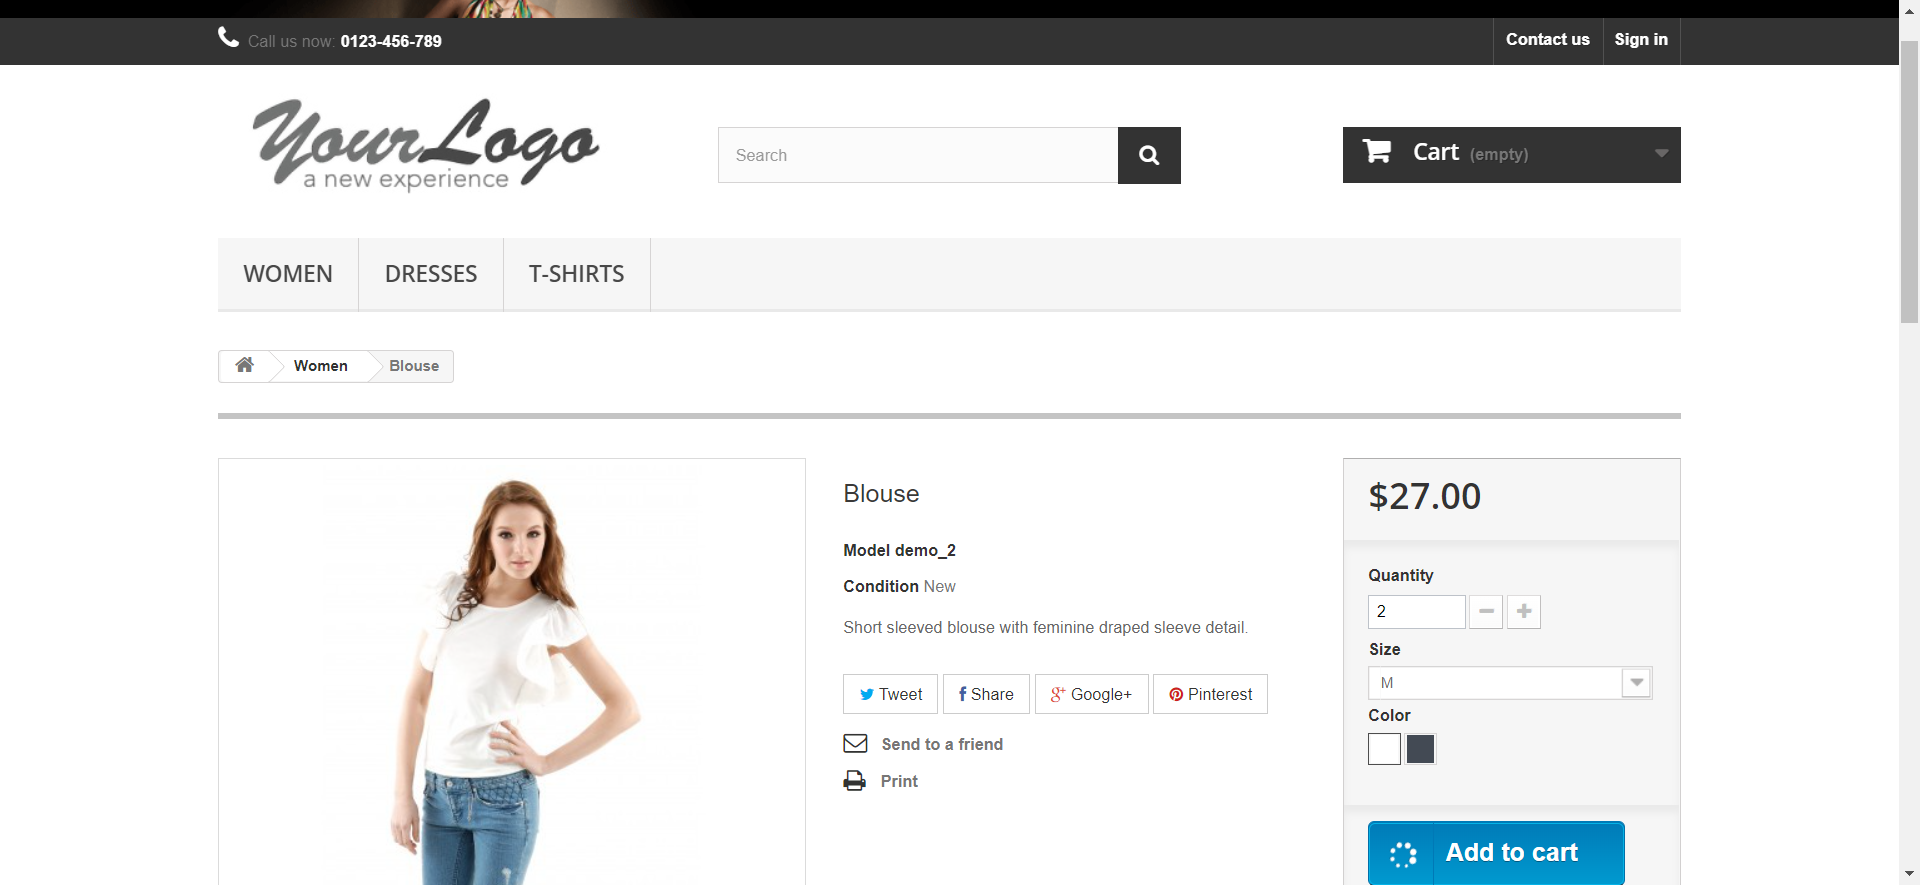 Call us now: 0123-456-789
Contact us
Sign in
Your Logo
a new experience
Search
Cart (empty)
WOMEN
DRESSES
T-SHIRTS
Women
Blouse
Blouse
Model demo_2
Condition New
Short sleeved blouse with feminine draped sleeve detail.
Tweet
Share
Google+
Pinterest
Send to a friend
Print
$27.00
Quantity
2
Size
M
Color
Add to cart